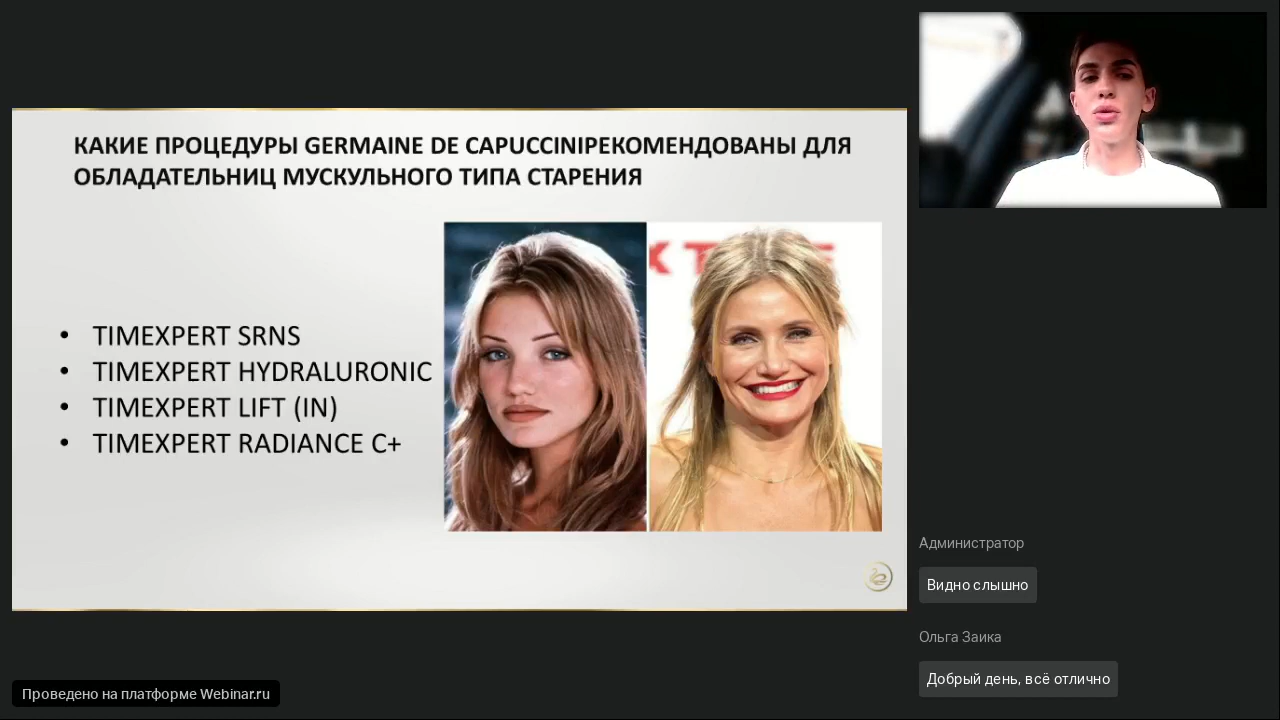 КАКИЕ ПРОЦЕДУРЫ GERMAINE DE CAPUCCINIРЕКОМЕНДОВАНЫ ДЛЯ
ОБЛАДАТЕЛЬНИЦ МУСКУЛЬНОГО ТИПА СТАРЕНИЯ
• TIMEXPERT SRNS
• TIMEXPERT HYDRALURONIC
• TIMEXPERT LIFT (IN)
• TIMEXPERT RADIANCE C+
Администратор
Видно слышно
Ольга Заика
Добрый день, всё отлично
Проведено на платформе Webinar.ru